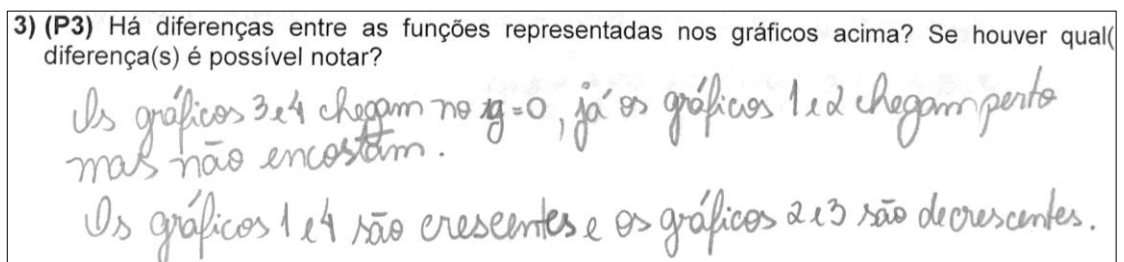 3) (P3) Há diferenças entre as funções representadas nos gráficos acima? Se houver qual(
diferença(s) é possível notar?
Os gráficos 3 e 4 chegam no y=0, já os gráficos 1 e 2 chegam perto
mas não encostam.
Os gráficos 1 e 4 são crescentes e os gráficos 2 e 3 são decrescentes.